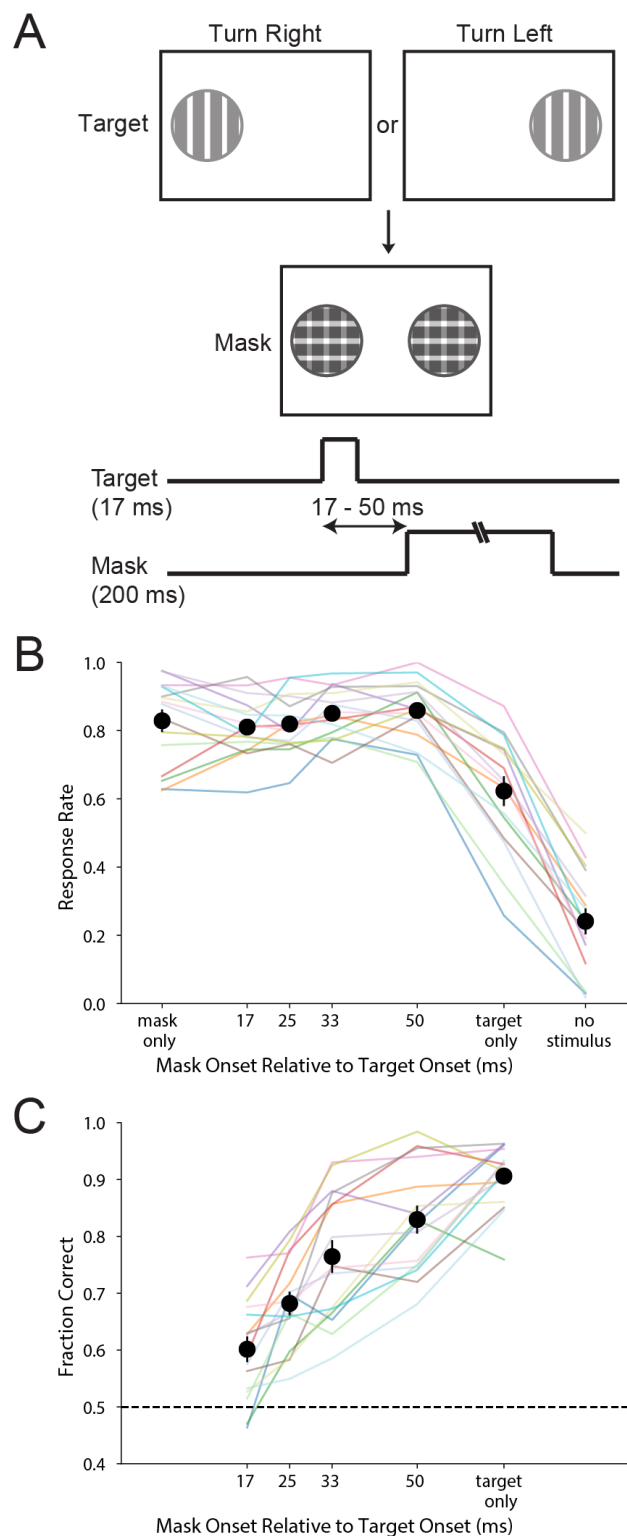 A
Turn Right
Turn Left
Target
or
Mask
Target
(17 ms)
17 - 50 ms
Mask
(200 ms)
B
1.0
0.8
0.6
0.4
0.2
0.0
Response Rate
mask
only
17
25
33
50
target
only
no
stimulus
Mask Onset Relative to Target Onset (ms)
C
1.0
0.9
0.8
0.7
0.6
0.5
0.4
Fraction Correct
17
25
33
50
target
only
Mask Onset Relative to Target Onset (ms)